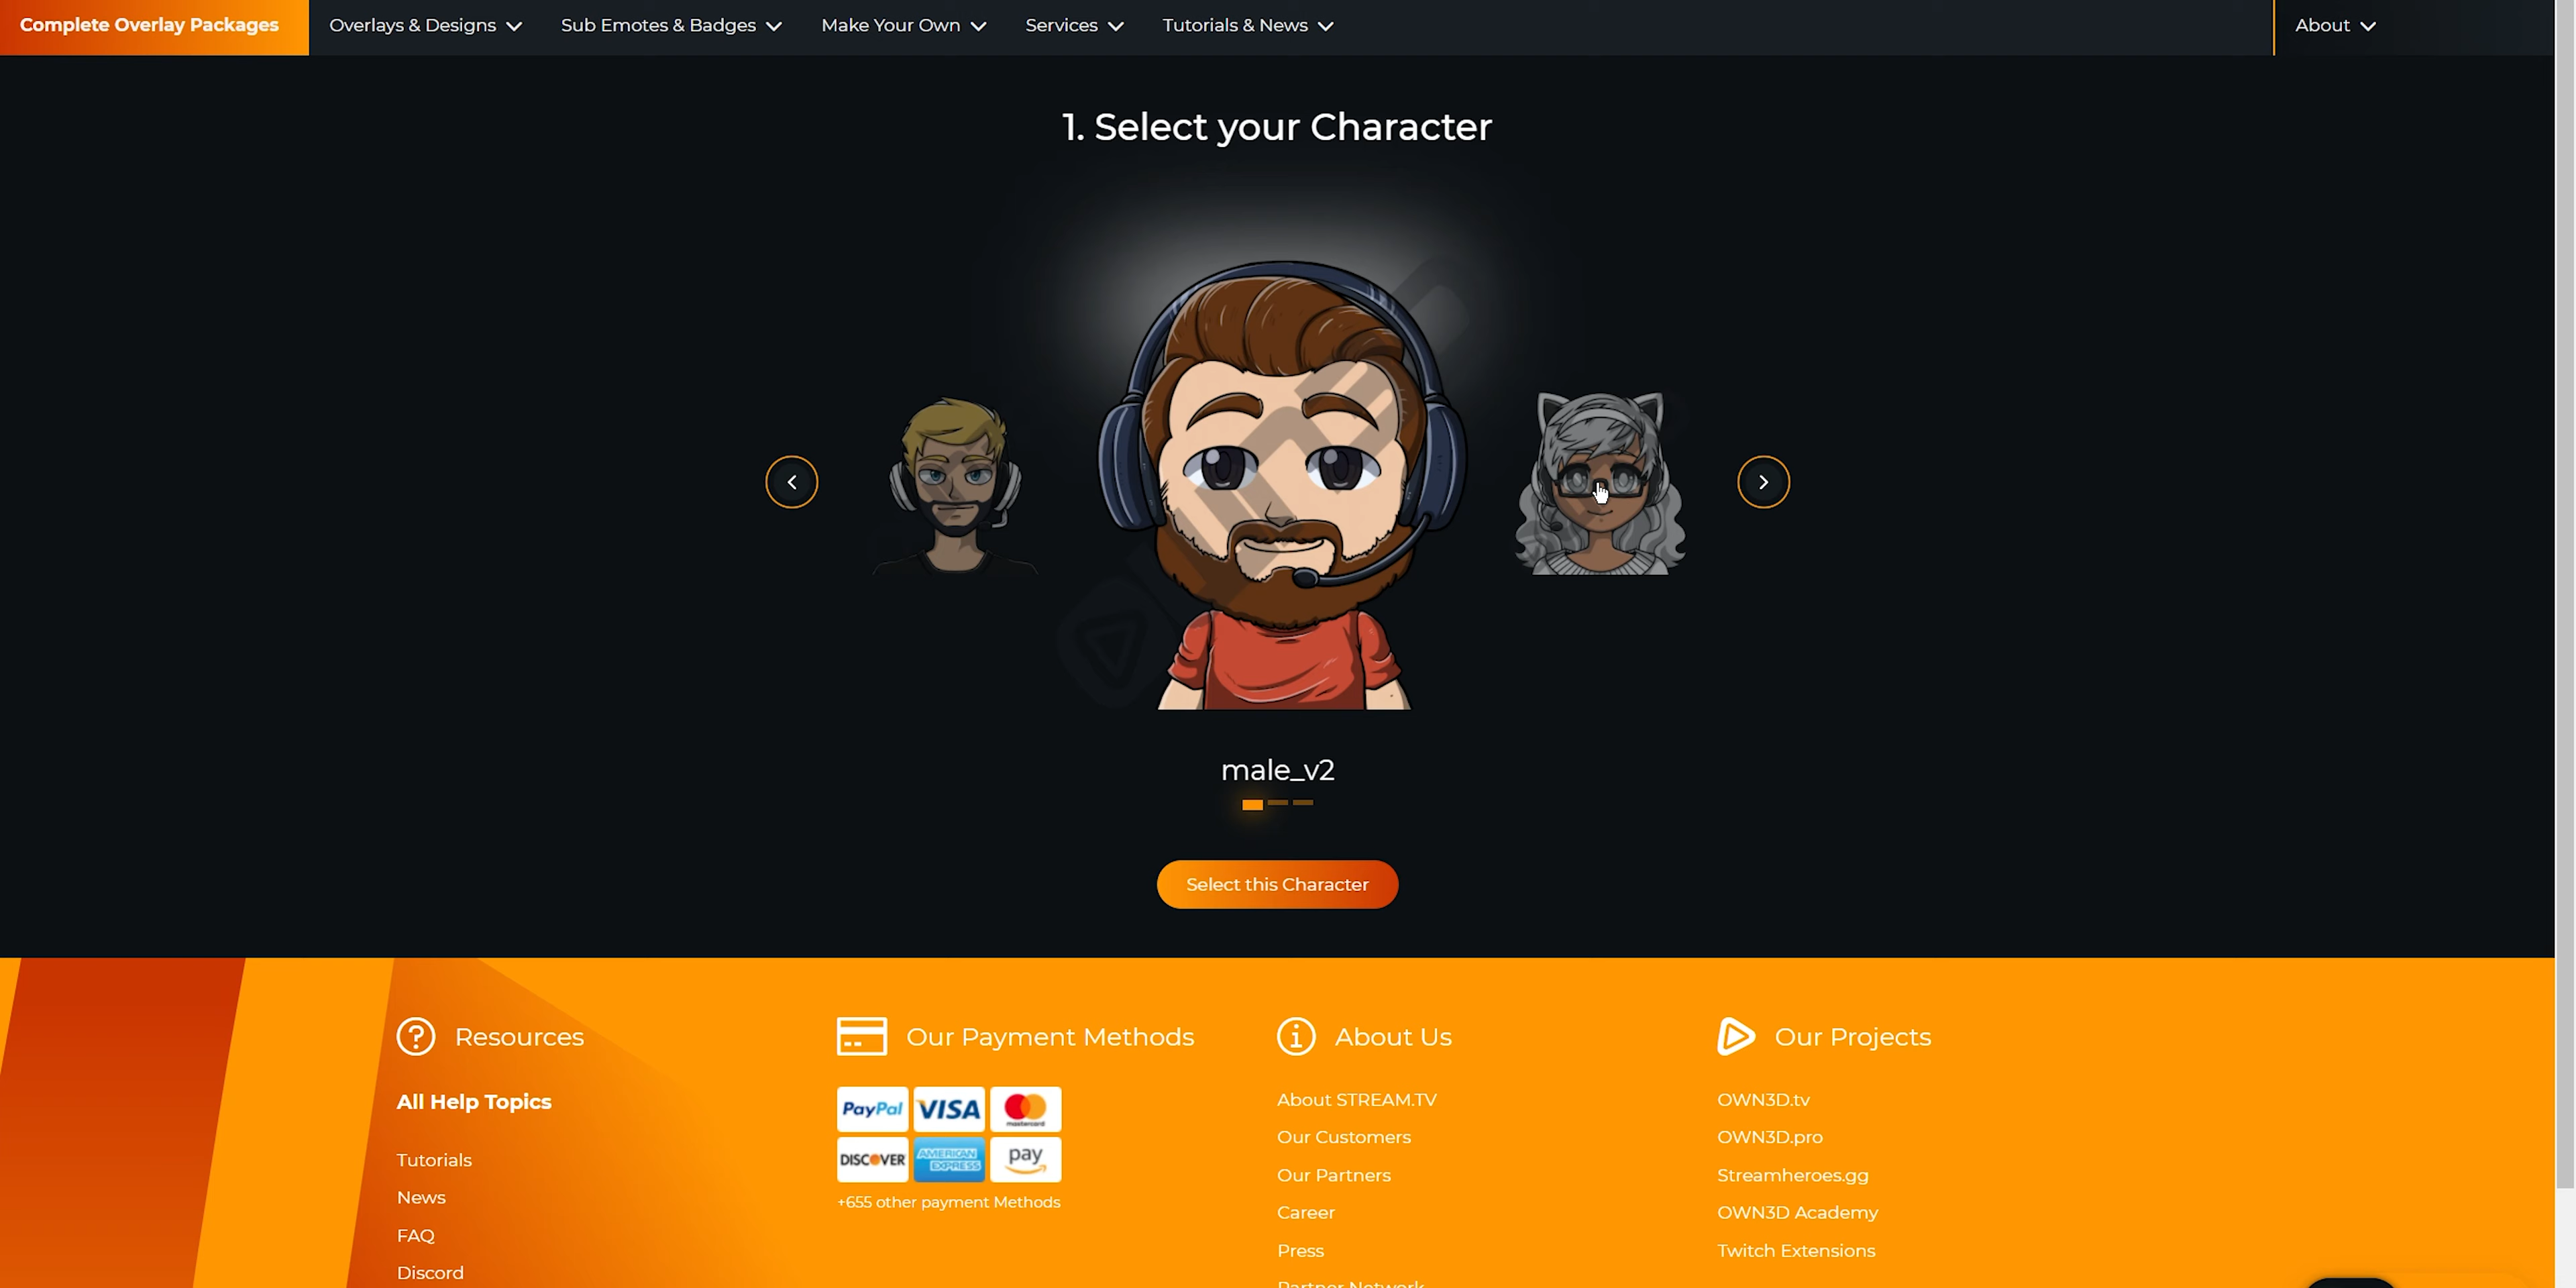 Complete Overlay Packages
Overlays & Designs
Sub Emotes & Badges
Make Your Own
Services
Tutorials & News
About
1. Select your Character
male_v2
Select this Character
Resources
All Help Topics
Tutorials
News
FAQ
Discord
Our Payment Methods
PayPal VISA mastercard
DISCOVER AMERICAN EXPRESS pay
+655 other payment Methods
About Us
About STREAM.TV
Our Customers
Our Partners
Career
Press
Partner Network
Our Projects
OWN3D.tv
OWN3D.pro
Streamheroes.gg
OWN3D Academy
Twitch Extensions